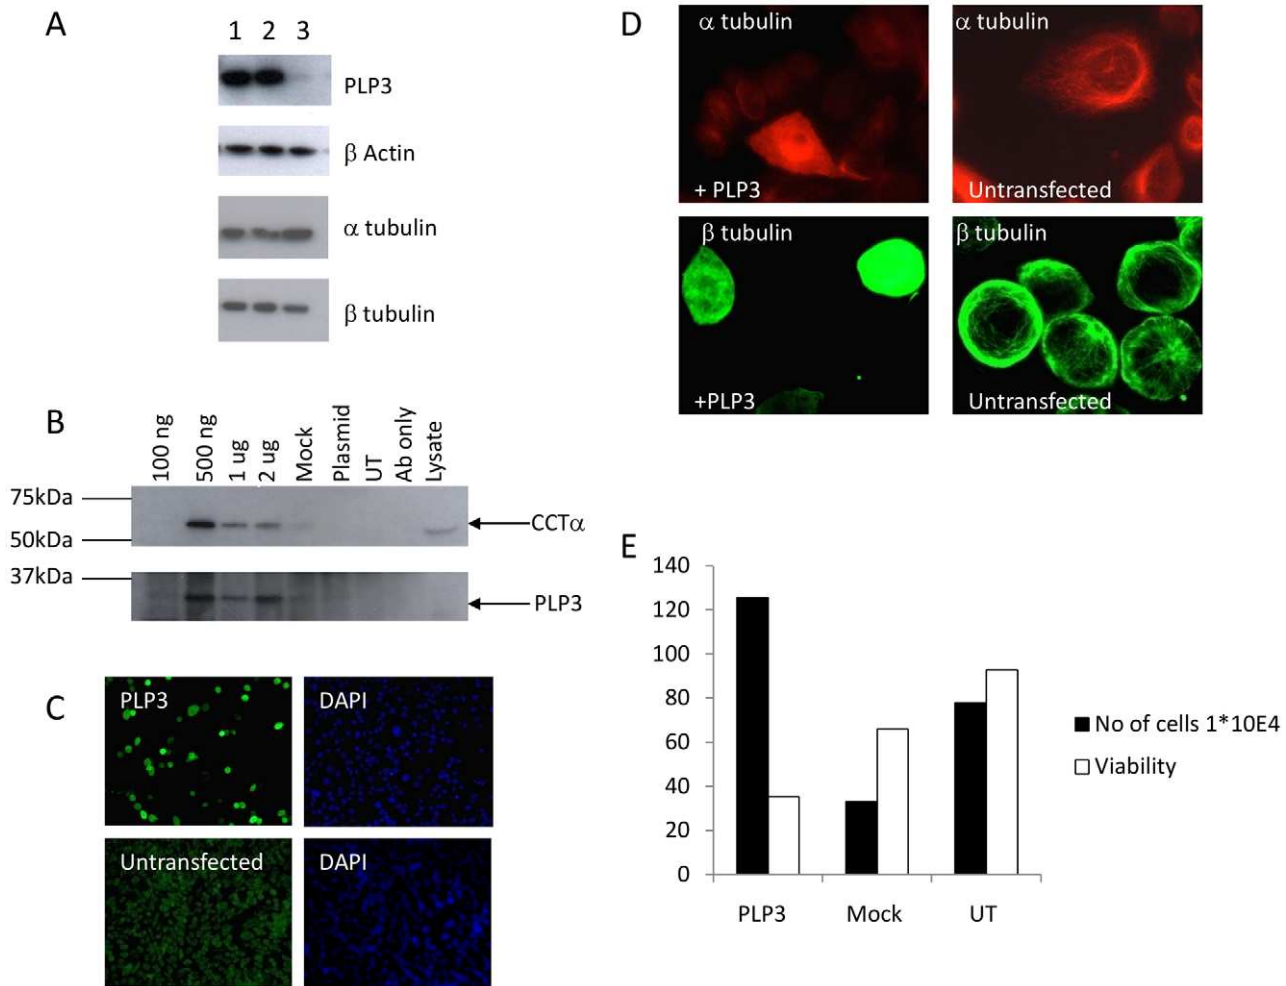 A
1 2 3
PLP3
β Actin
α tubulin
β tubulin
B
100 ng
500 ng
1 ug
2 ug
Mock
Plasmid
UT
Ab only
Lysate
75kDa
50kDa
CCTα
37kDa
PLP3
C
PLP3
DAPI
Untransfected
DAPI
D
α tubulin
+ PLP3
α tubulin
Untransfected
β tubulin
+PLP3
β tubulin
Untransfected
E
140
120
100
80
60
40
20
0
PLP3
Mock
UT
No of cells 1*10E4
Viability